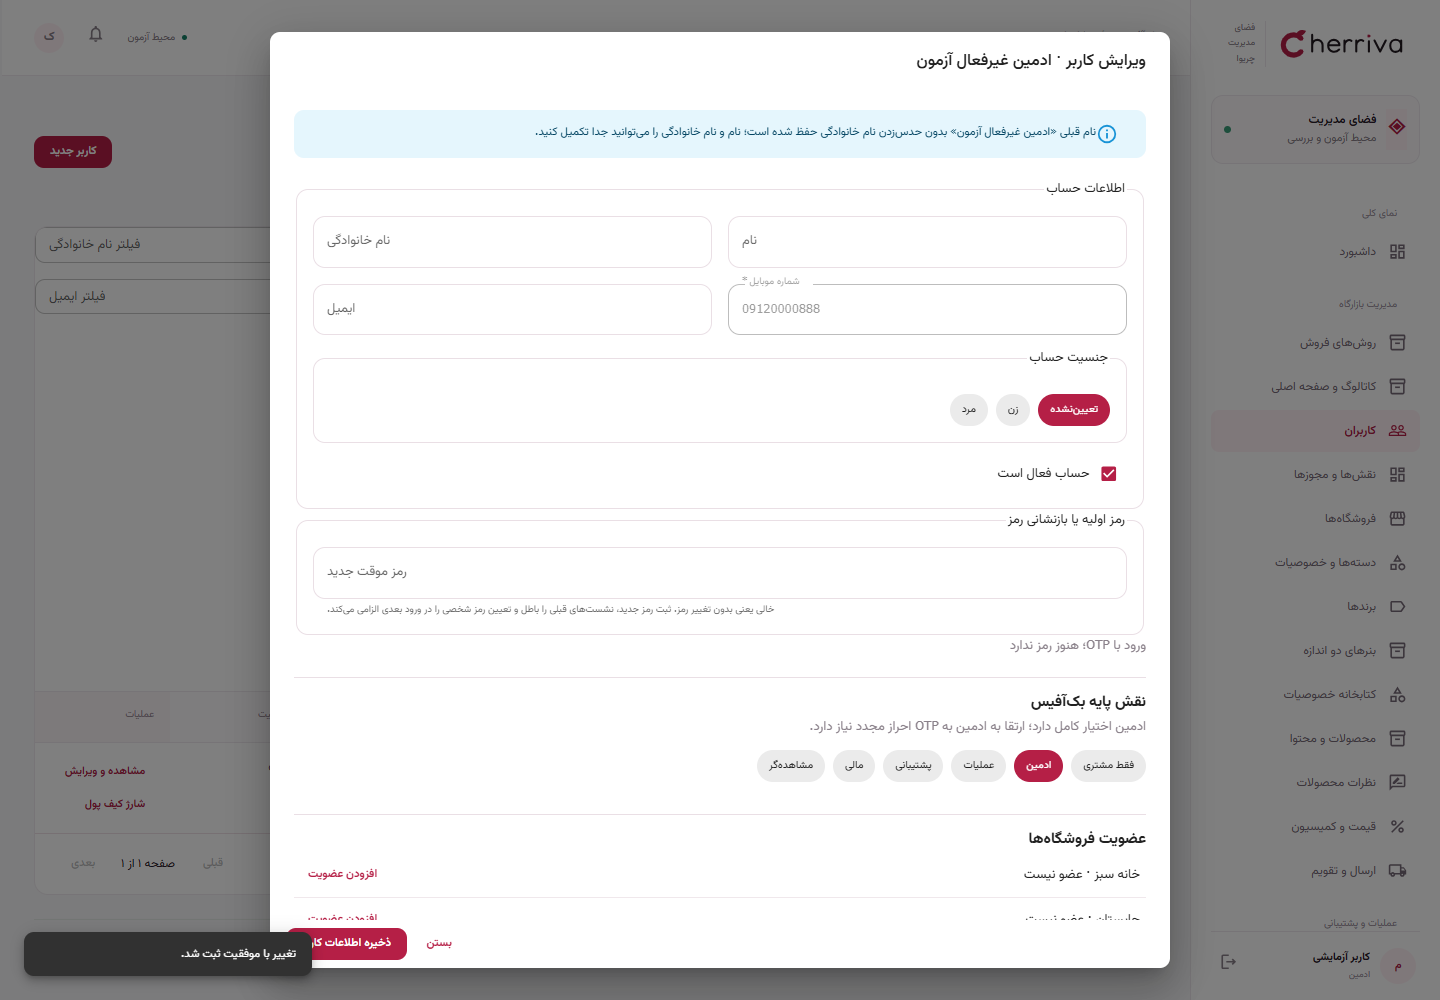 Cherriva
فضای
مدیریت
چریوا
فضای مدیریت
محیط آزمون و بررسی
نمای کلی
داشبورد
مدیریت بازارگاه
روش‌های فروش
کاتالوگ و صفحه اصلی
کاربران
نقش‌ها و مجوزها
فروشگاه‌ها
دسته‌ها و خصوصیات
برندها
بنرهای دو اندازه
کتابخانه خصوصیات
محصولات و محتوا
نظرات محصولات
قیمت و کمیسیون
ارسال و تقویم
عملیات و پشتیبانی
م
کاربر آزمایشی
ادمین
محیط آزمون
ک
کاربر جدید
فیلتر نام خانوادگی
فیلتر ایمیل
عملیات
مشاهده و ویرایش
شارژ کیف پول
قبلی
صفحه ۱ از ۱
بعدی
ویرایش کاربر · ادمین غیرفعال آزمون
نام قبلی «ادمین غیرفعال آزمون» بدون حدس‌زدن نام خانوادگی حفظ شده است؛ نام و نام خانوادگی را می‌توانید جدا تکمیل کنید.
اطلاعات حساب
نام
نام خانوادگی
شماره موبایل *
09120000888
ایمیل
جنسیت حساب
تعیین‌نشده
زن
مرد
حساب فعال است
رمز اولیه یا بازنشانی رمز
رمز موقت جدید
خالی یعنی بدون تغییر رمز. ثبت رمز جدید، نشست‌های قبلی را باطل و تعیین رمز شخصی را در ورود بعدی الزامی می‌کند.
ورود با OTP؛ هنوز رمز ندارد
نقش پایه بک‌آفیس
ادمین اختیار کامل دارد؛ ارتقا به ادمین به OTP احراز مجدد نیاز دارد.
فقط مشتری
ادمین
عملیات
پشتیبانی
مالی
مشاهده‌گر
عضویت فروشگاه‌ها
خانه سبز · عضو نیست
افزودن عضویت
عضو نیست
افزودن عضویت
بستن
ذخیره اطلاعات کار
تغییر با موفقیت ثبت شد.